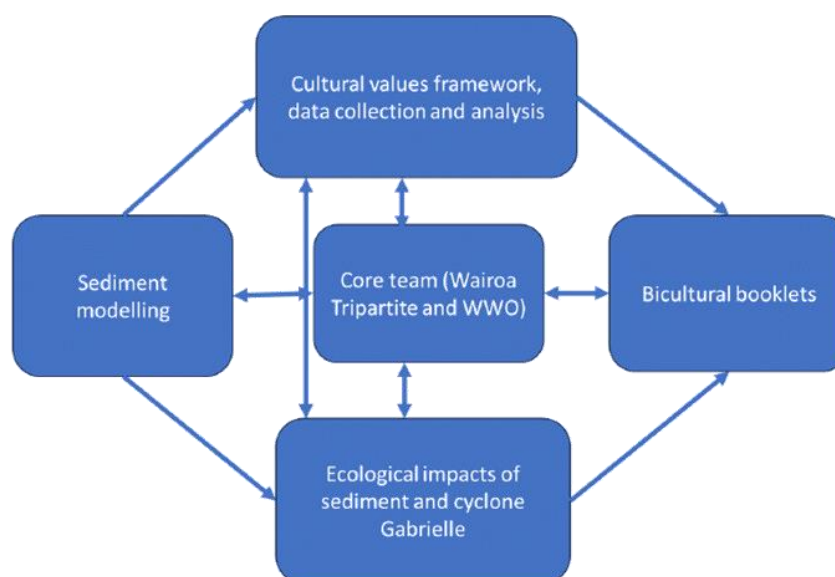 Cultural values framework,
data collection and analysis
Sediment
modelling
Core team (Wairoa
Tripartite and WWO)
Bicultural booklets
Ecological impacts of
sediment and cyclone
Gabrielle